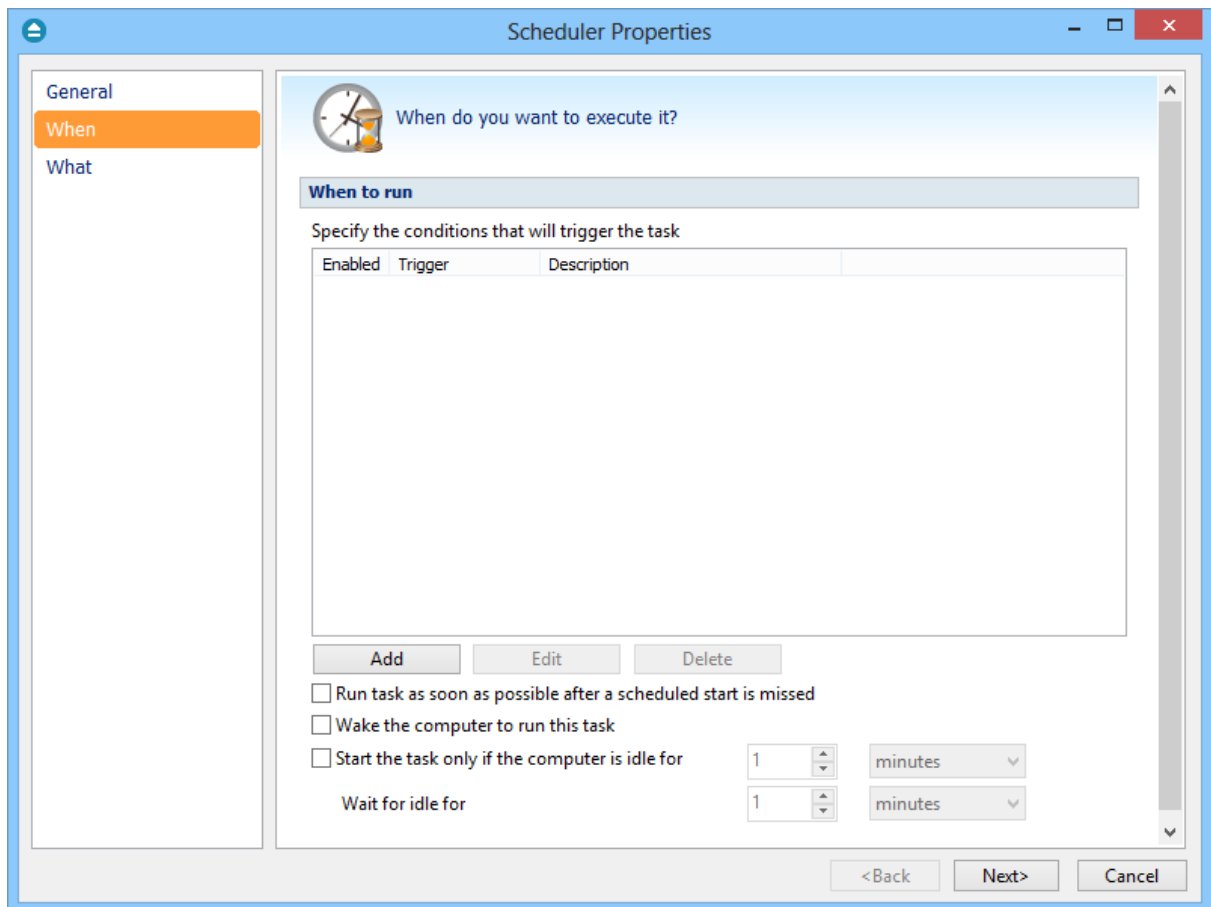 Scheduler Properties
General
When
What
When do you want to execute it?
When to run
Specify the conditions that will trigger the task
Enabled Trigger Description
Add Edit Delete
Run task as soon as possible after a scheduled start is missed
Wake the computer to run this task
Start the task only if the computer is idle for 1 minutes
Wait for idle for 1 minutes
<Back Next> Cancel